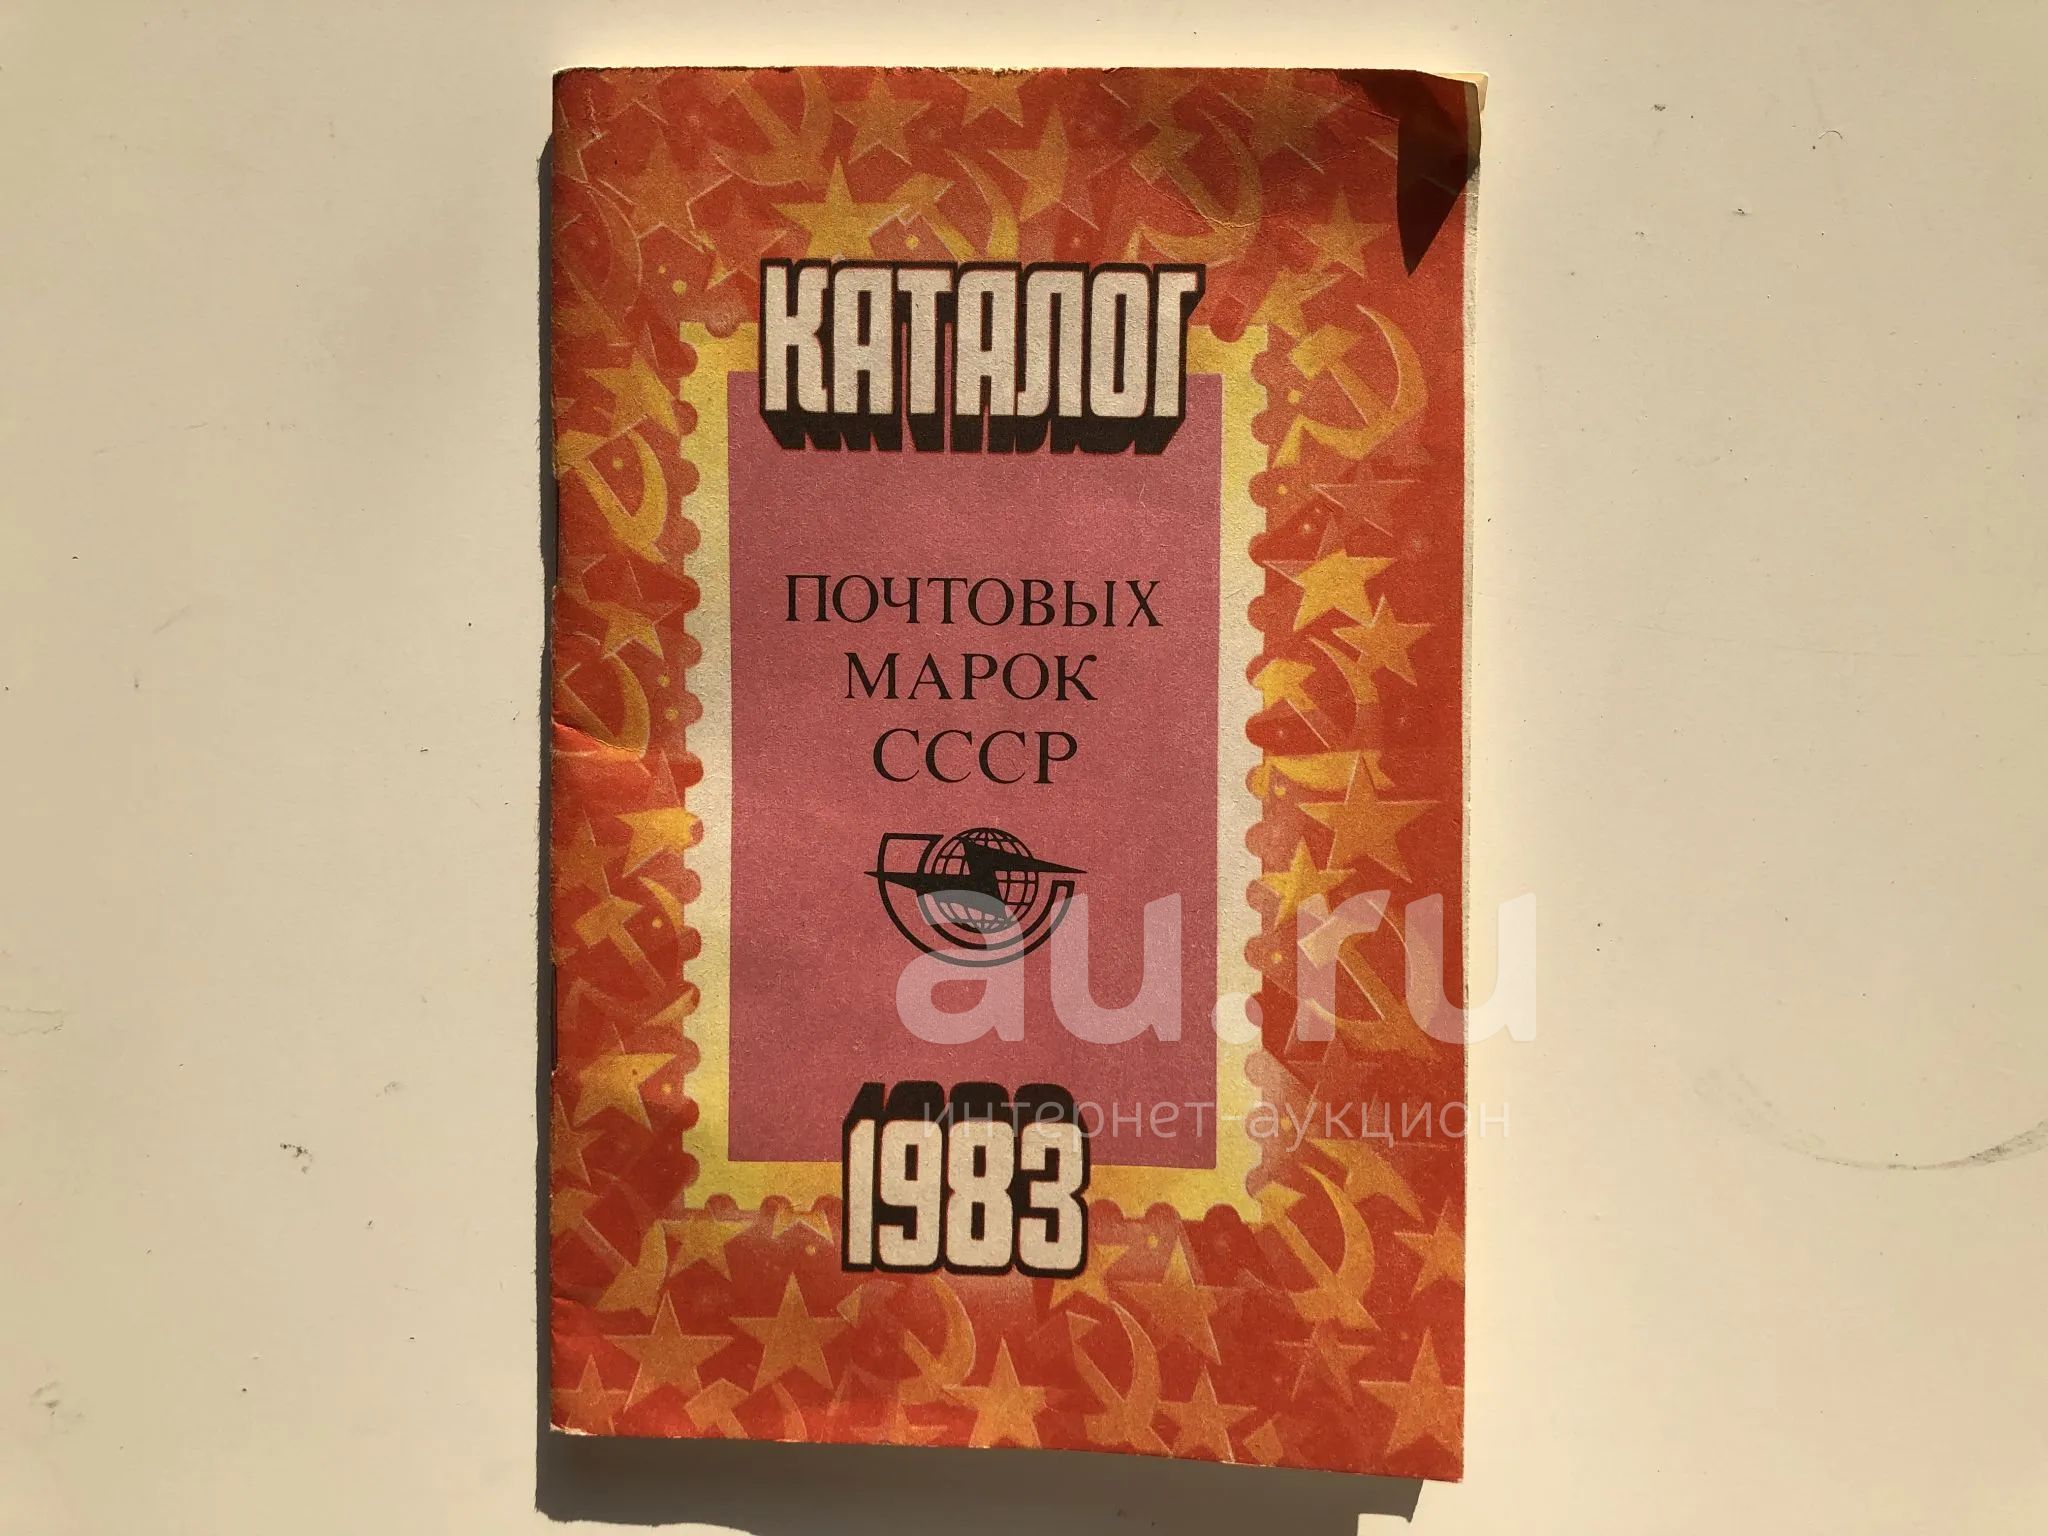 КАТАЛОГ
ПОЧТОВЫХ
МАРОК
СССР
au.ru
интернет-аукцион
1983